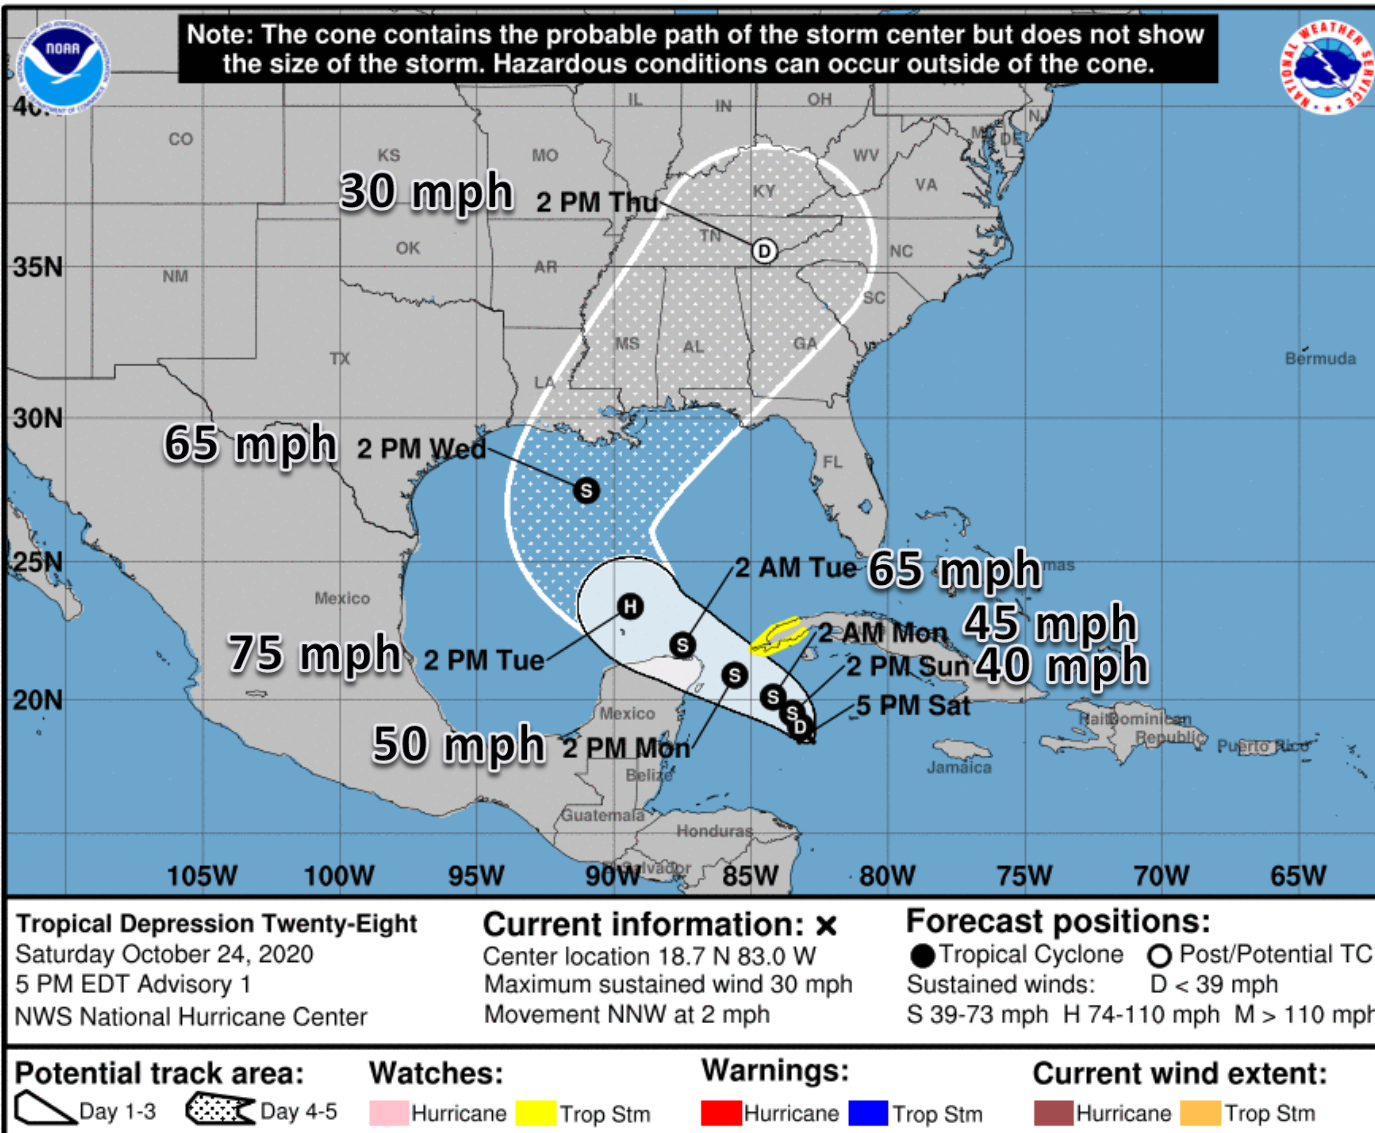 Note: The cone contains the probable path of the storm center but does not show
the size of the storm. Hazardous conditions can occur outside of the cone.
NOAA
NATIONAL WEATHER SERVICE
IL
IN
OH
NJ
DE
CO
KS
MO
WV
VA
KY
30 mph 2 PM Thu
TN
D
NC
OK
AR
35N
NM
SC
MS
AL
GA
TX
LA
Bermuda
30N
65 mph 2 PM Wed
FL
S
25N
2 AM Tue 65 mph
Mexico
H
2 AM Mon 45 mph
S
75 mph 2 PM Tue
2 PM Sun 40 mph
S
20N
S
S
D
5 PM Sat
Mexico
Haiti
Dominican
Republic
Puerto Rico
50 mph 2 PM Mon
Jamaica
Belize
Guatemala
Honduras
El Salvador
105W 100W 95W 90W 85W 80W 75W 70W 65W
Tropical Depression Twenty-Eight
Saturday October 24, 2020
5 PM EDT Advisory 1
NWS National Hurricane Center
Current information: ×
Center location 18.7 N 83.0 W
Maximum sustained wind 30 mph
Movement NNW at 2 mph
Forecast positions:
Tropical Cyclone Post/Potential TC
Sustained winds: D < 39 mph
S 39-73 mph H 74-110 mph M > 110 mph
Potential track area:
Day 1-3 Day 4-5
Watches:
Hurricane Trop Stm
Warnings:
Hurricane Trop Stm
Current wind extent:
Hurricane Trop Stm